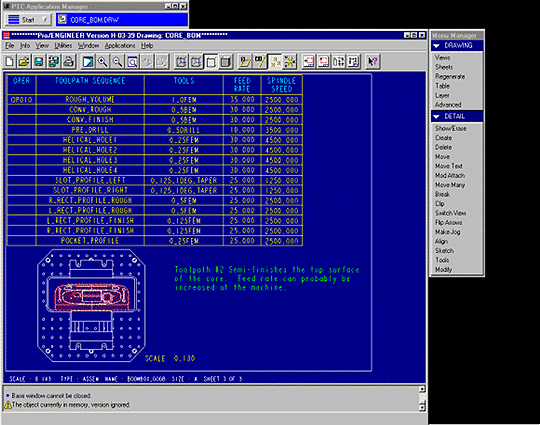 PTC Application Manager
Start CORE_BOM.DRW
**********Pro/ENGINEER Version H-03-39 Drawing: CORE_BOM**********
File Info View Utilities Window Applications Help
OPER TOOLPATH SEQUENCE TOOLS FEED RATE SPINDLE SPEED
OP010 ROUGH_VOLUME 1.0FEM 35.000 2500.000
CONV_ROUGH 0.5BEM 30.000 2500.000
CONV_FINISH 0.5BEM 30.000 2500.000
PRE_DRILL 0.5DRILL 10.000 3500.000
HELICAL_HOLE1 0.25FEM 30.000 4500.000
HELICAL_HOLE2 0.25FEM 30.000 4500.000
HELICAL_HOLE3 0.25FEM 30.000 4500.000
HELICAL_HOLE4 0.25FEM 30.000 4500.000
SLOT_PROFILE_LEFT 0.125_1DEG_TAPER 25.000 1250.000
SLOT_PROFILE_RIGHT 0.125_1DEG_TAPER 25.000 1250.000
R_RECT_PROFILE_ROUGH 0.5FEM 25.000 2500.000
L_RECT_PROFILE_ROUGH 0.5FEM 25.000 2500.000
L_RECT_PROFILE_FINISH 0.125FEM 25.000 2500.000
R_RECT_PROFILE_FINISH 0.125FEM 25.000 2500.000
POCKET_PROFILE 0.25FEM 25.000 2500.000
Toolpath #2 Semi-finishes the top surface
of the core. Feed rate can probably be
increased at the machine.
SCALE 0.130
SCALE : 0.143 TYPE : ASSEM NAME : SIZE : A SHEET 3 OF 3
Base window cannot be closed.
The object currently in memory, version ignored.
Menu Manager
DRAWING
Views
Sheets
Regenerate
Table
Layer
Advanced
DETAIL
Show/Erase
Create
Delete
Move
Move Text
Mod Attach
Move Many
Break
Clip
Switch View
Flip Arrows
Make Jog
Align
Sketch
Tools
Modify